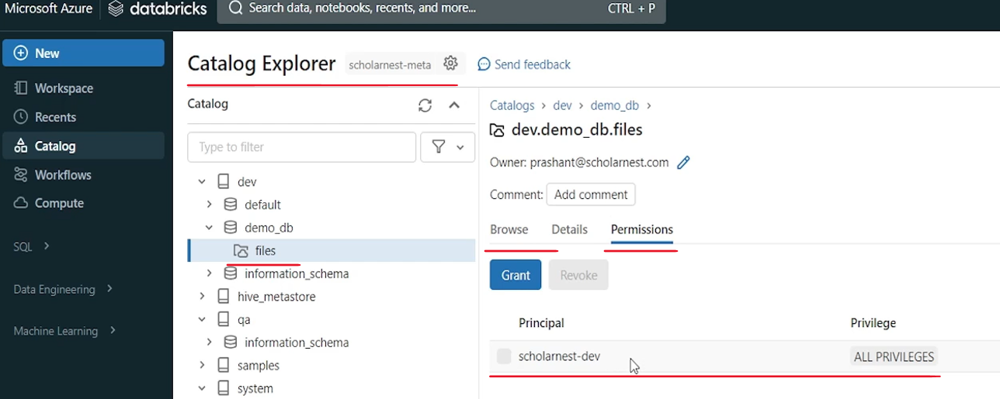 Microsoft Azure databricks Search data, notebooks, recents, and more... CTRL + P
New
Workspace
Recents
Catalog
Workflows
Compute
SQL
Data Engineering
Machine Learning
Catalog Explorer scholarnest-meta Send feedback
Catalog
Type to filter
dev
default
demo_db
files
information_schema
hive_metastore
qa
information_schema
samples
system
Catalogs > dev > demo_db >
dev.demo_db.files
Owner: prashant@scholarnest.com
Comment: Add comment
Browse Details Permissions
Grant Revoke
Principal Privilege
scholarnest-dev ALL PRIVILEGES